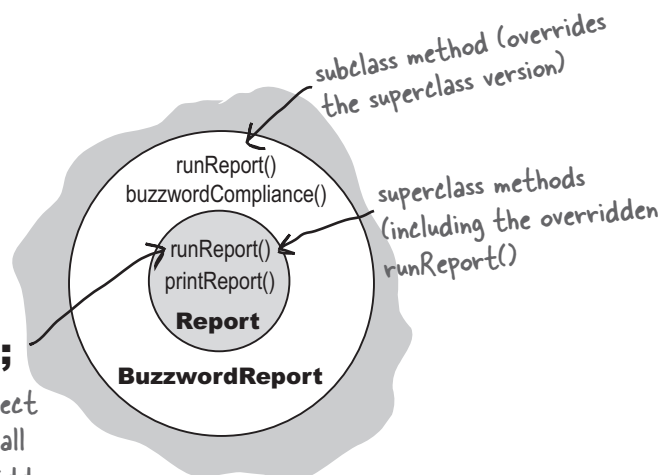 subclass method (overrides
the superclass version)
runReport()
buzzwordCompliance()
superclass methods
(including the overridden
runReport()
runReport()
printReport()
Report
;
BuzzwordReport
ect
all